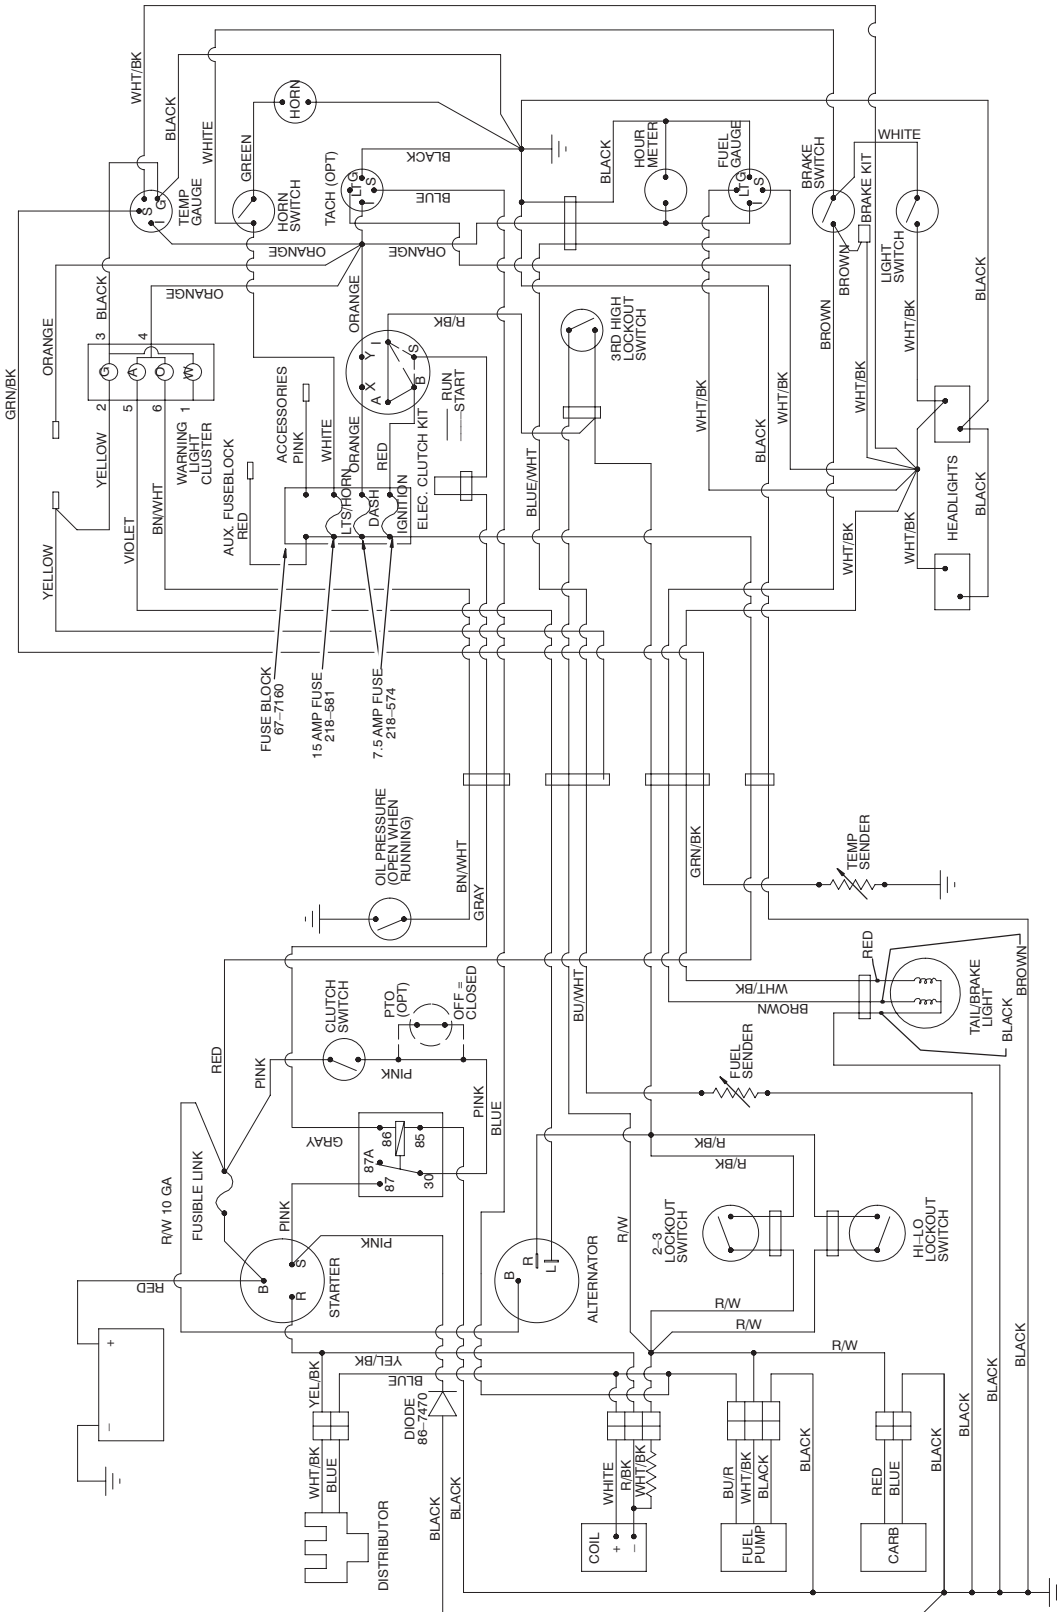 WHT/BK
BLACK
WHITE
GREEN
HORN
S
I
G
TEMP
GAUGE
HORN
SWITCH
TACH (OPT)
LTG
I
S
BLACK
BLUE
BLACK
HOUR
METER
FUEL
GAUGE
LTG
I
S
BRAKE
SWITCH
BRAKE KIT
WHITE
LIGHT
SWITCH
BROWN
BROWN
WHT/BK
WHT/BK
BLACK
GRN/BK
ORANGE
BLACK
ORANGE
ORANGE
ORANGE
ORANGE
R/BK
3RD HIGH
LOCKOUT
SWITCH
WHT/BK
WHT/BK
3
4
G
A
O
W
2
5
6
1
WARNING
LIGHT
CLUSTER
YELLOW
VIOLET
BN/WHT
YELLOW
AUX. FUSEBLOCK
RED
ACCESSORIES
PINK
WHITE
ORANGE
RED
LTS/HORN
DASH
IGNITION
A
X
Y
I
B
S
RUN
START
ELEC. CLUTCH KIT
BLUE/WHT
BLACK
WHT/BK
WHT/BK
HEADLIGHTS
BLACK
FUSE BLOCK
67–7160
15 AMP FUSE
218–581
7.5 AMP FUSE
218–574
OIL PRESSURE
(OPEN WHEN
RUNNING)
BN/WHT
GRAY
GRN/BK
TEMP
SENDER
RED
WHT/BK
BROWN
TAIL/BRAKE
LIGHT
BLACK
BROWN
CLUTCH
SWITCH
PTO
(OPT)
OFF =
CLOSED
PINK
PINK
BLUE
BU/WHT
FUEL
SENDER
RED
PINK
R/W 10 GA
FUSIBLE LINK
GRAY
86
85
87A
87
30
PINK
PINK
R/BK
R/BK
2–3
LOCKOUT
SWITCH
HI–LO
LOCKOUT
SWITCH
R/W
RED
B
S
R
STARTER
B
R
L
ALTERNATOR
R/W
R/W
R/W
+
–
YEL/BK
YEL/BK
BLUE
DIODE
86–7470
WHT/BK
BLUE
DISTRIBUTOR
BLACK
BLACK
WHITE
R/BK
WHT/BK
COIL
+
–
BU/R
WHT/BK
BLACK
FUEL
PUMP
BLACK
RED
BLUE
CARB
BLACK
BLACK
BLACK
BLACK